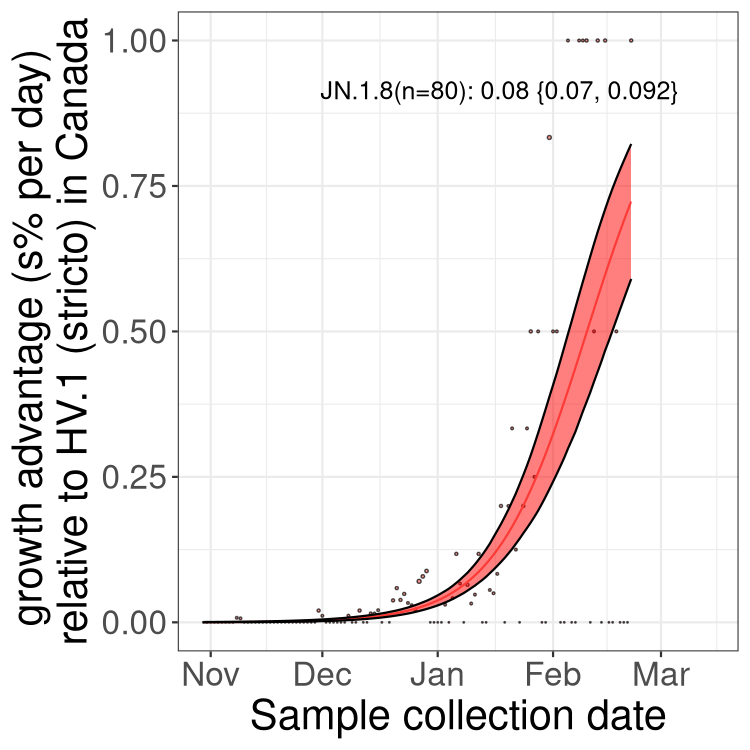 growth advantage (s% per day)
relative to HV.1 (stricto) in Canada
1.00
0.75
0.50
0.25
0.00
JN.1.8(n=80): 0.08 {0.07, 0.092}
Nov Dec Jan Feb Mar
Sample collection date